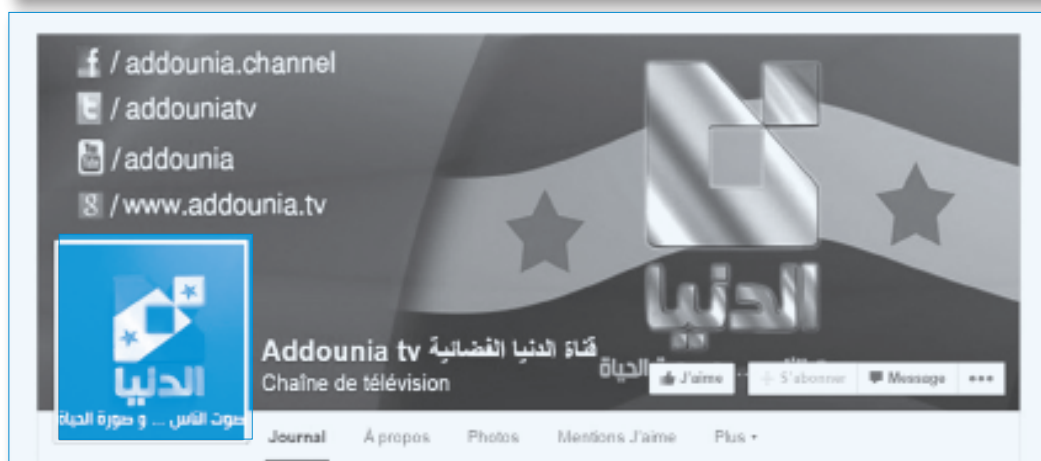 / addounia.channel
/ addouniatv
/ addounia
/ www.addounia.tv
الدنيا
الحياة
الدنيا
صوت الناس ... و صورة الحياة
Addounia tv قناة الدنيا الفضائية
Chaîne de télévision
J'aime
S'abonner
Message
Journal
À propos
Photos
Mentions J'aime
Plus